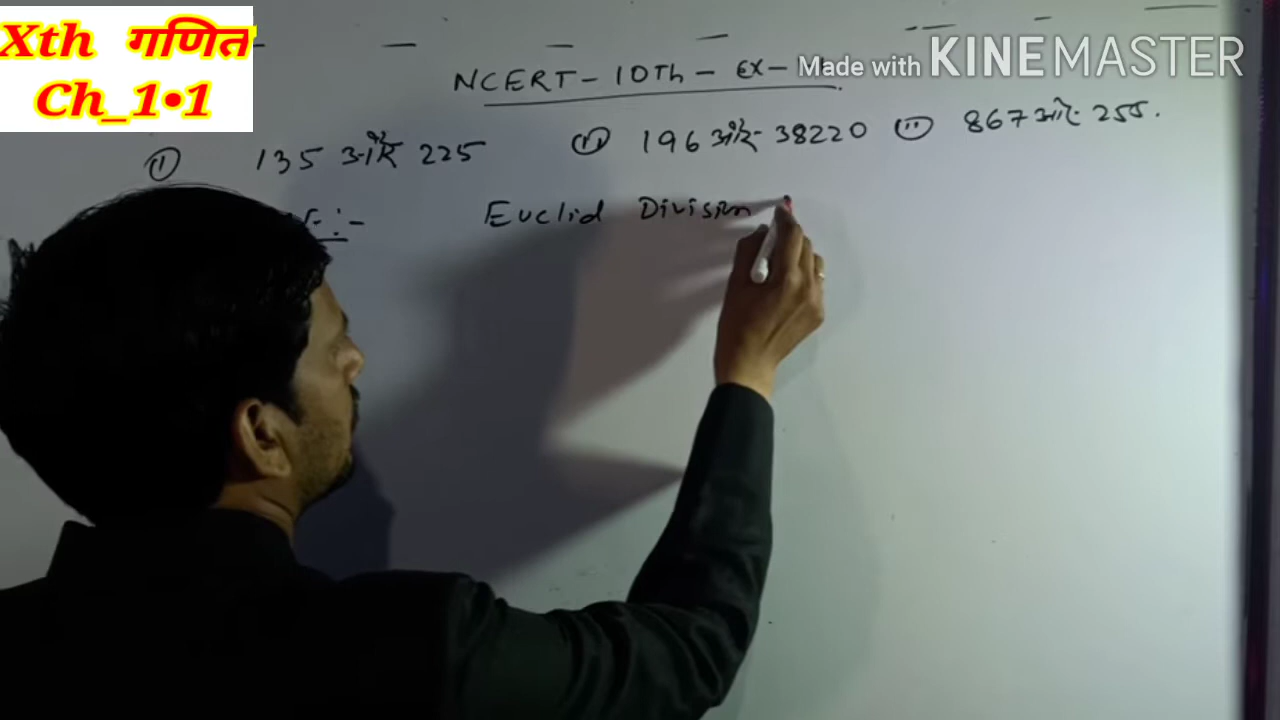 Xth गणित
Ch_1•1
Made with KINEMASTER
NCERT - 10Th - EX -
(i) 135 और 225 (ii) 196 और 38220 (iii) 867 और 255.
:- Euclid Division